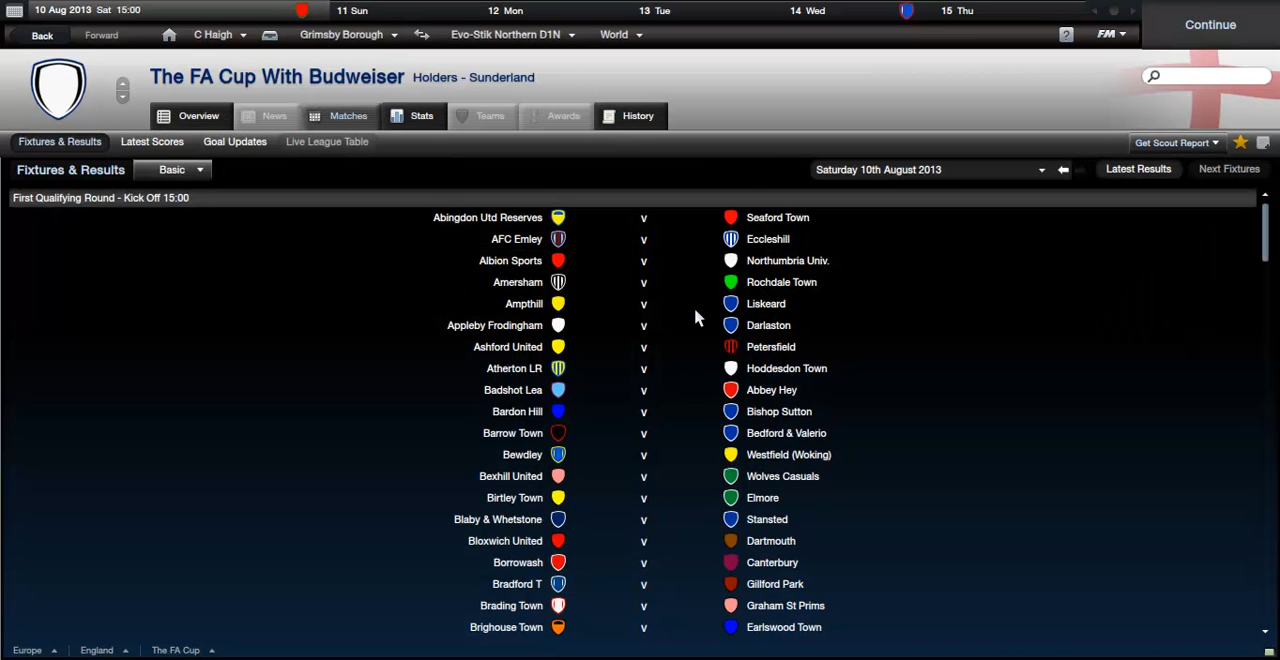 10 Aug 2013 Sat 15:00 11 Sun 12 Mon 13 Tue 14 Wed 15 Thu
Back Forward C Haigh Grimsby Borough Evo-Stik Northern D1N World ? FM Continue
The FA Cup With Budweiser Holders - Sunderland
Overview News Matches Stats Teams Awards History
Fixtures & Results Latest Scores Goal Updates Live League Table Get Scout Report
Fixtures & Results Basic Saturday 10th August 2013 Latest Results Next Fixtures
First Qualifying Round - Kick Off 15:00
Abingdon Utd Reserves v Seaford Town
AFC Emley v Eccleshill
Albion Sports v Northumbria Univ.
Amersham v Rochdale Town
Ampthill v Liskeard
Appleby Frodingham v Darlaston
Ashford United v Petersfield
Atherton LR v Hoddesdon Town
Badshot Lea v Abbey Hey
Bardon Hill v Bishop Sutton
Barrow Town v Bedford & Valerio
Bewdley v Westfield (Woking)
Bexhill United v Wolves Casuals
Birtley Town v Elmore
Blaby & Whetstone v Stansted
Bloxwich United v Dartmouth
Borrowash v Canterbury
Bradford T v Gillford Park
Brading Town v Graham St Prims
Brighouse Town v Earlswood Town
Europe England The FA Cup